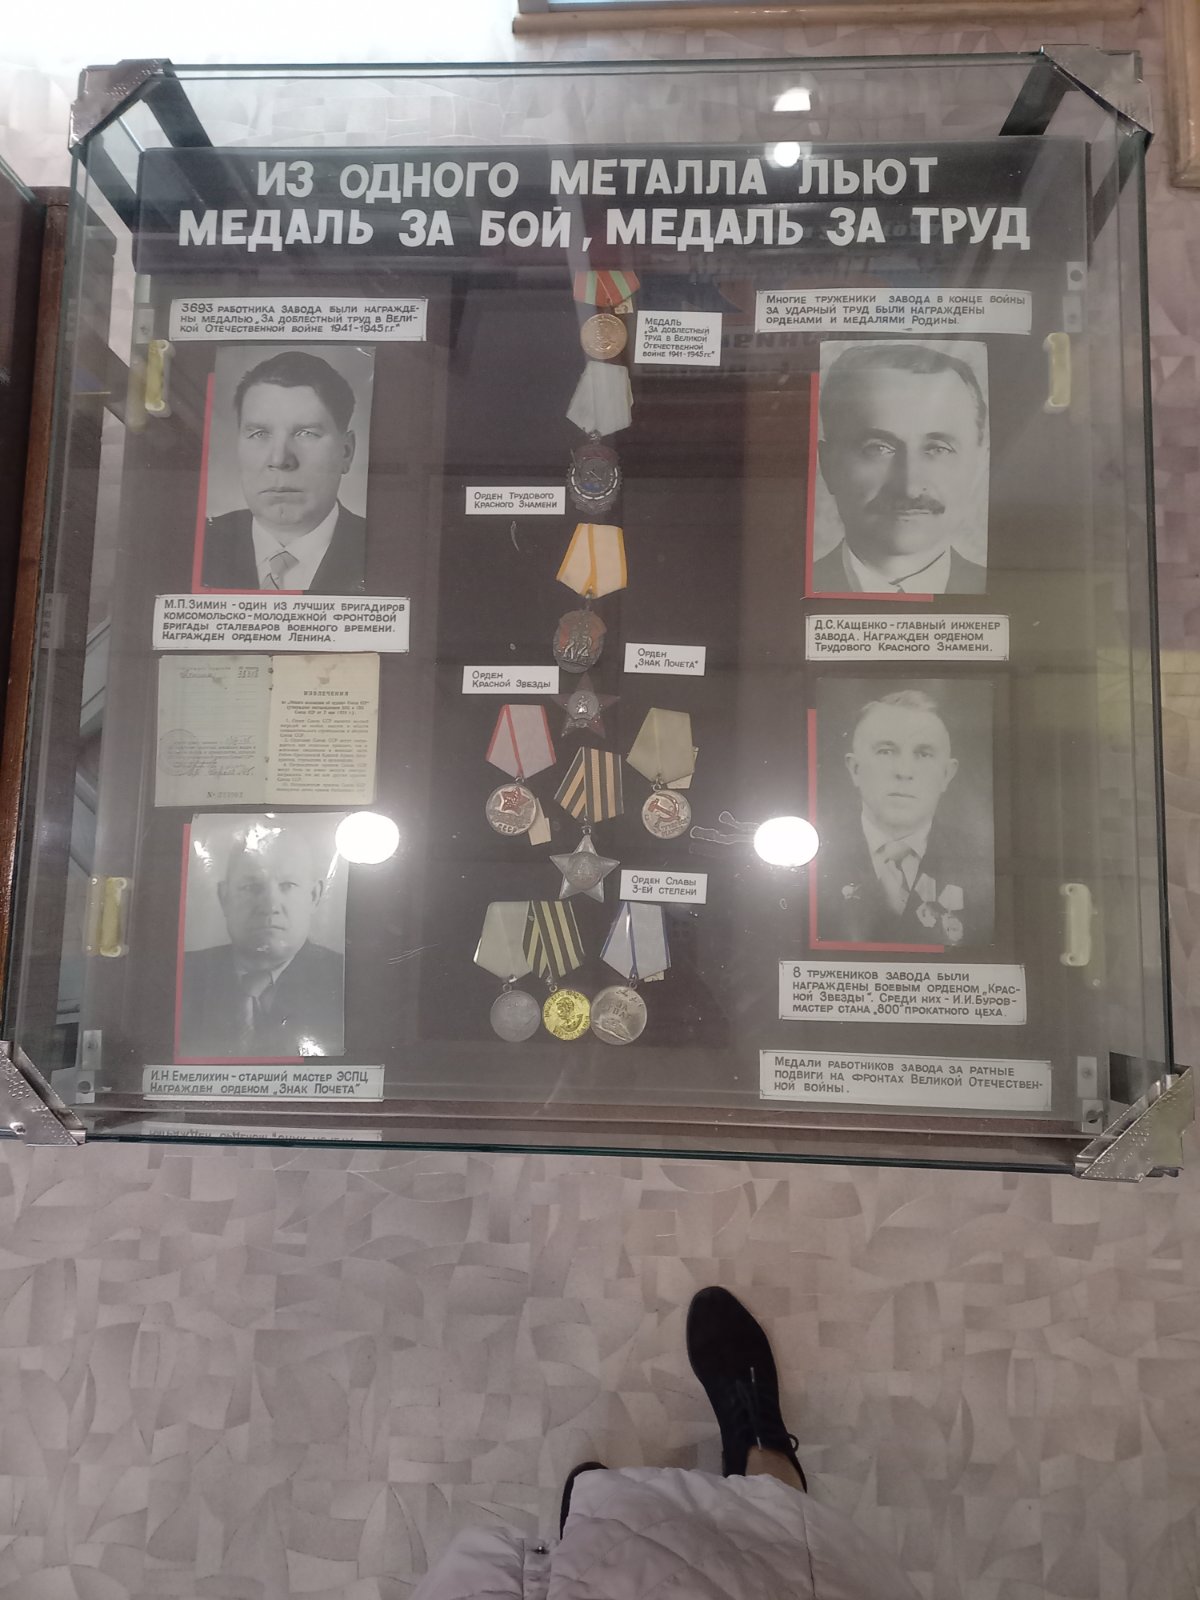 ИЗ ОДНОГО МЕТАЛЛА ЛЬЮТ
МЕДАЛЬ ЗА БОЙ, МЕДАЛЬ ЗА ТРУД
3693 РАБОТНИКА ЗАВОДА БЫЛИ НАГРАЖДЕ-
НЫ МЕДАЛЬЮ „ЗА ДОБЛЕСТНЫЙ ТРУД В ВЕЛИ-
КОЙ ОТЕЧЕСТВЕННОЙ ВОЙНЕ 1941-1945 г.г."
МЕДАЛЬ
„ЗА ДОБЛЕСТНЫЙ
ТРУД В ВЕЛИКОЙ
ОТЕЧЕСТВЕННОЙ
ВОЙНЕ 1941-1945 гг."
МНОГИЕ ТРУЖЕНИКИ ЗАВОДА В КОНЦЕ ВОЙНЫ
ЗА УДАРНЫЙ ТРУД БЫЛИ НАГРАЖДЕНЫ
ОРДЕНАМИ И МЕДАЛЯМИ РОДИНЫ.
ОРДЕН ТРУДОВОГО
КРАСНОГО ЗНАМЕНИ
М.П.ЗИМИН - ОДИН ИЗ ЛУЧШИХ БРИГАДИРОВ
КОМСОМОЛЬСКО-МОЛОДЕЖНОЙ ФРОНТОВОЙ
БРИГАДЫ СТАЛЕВАРОВ ВОЕННОГО ВРЕМЕНИ.
НАГРАЖДЕН ОРДЕНОМ ЛЕНИНА.
Д.С.КАЩЕНКО - ГЛАВНЫЙ ИНЖЕНЕР
ЗАВОДА. НАГРАЖДЕН ОРДЕНОМ
ТРУДОВОГО КРАСНОГО ЗНАМЕНИ.
ОРДЕН
„ЗНАК ПОЧЕТА"
ОРДЕН
КРАСНОЙ ЗВЕЗДЫ
ИЗВЛЕЧЕНИЯ
СССР
ОРДЕН СЛАВЫ
3-ЕЙ СТЕПЕНИ
8 ТРУЖЕНИКОВ ЗАВОДА БЫЛИ
НАГРАЖДЕНЫ БОЕВЫМ ОРДЕНОМ „КРАС-
НОЙ ЗВЕЗДЫ". СРЕДИ НИХ - И.И.БУРОВ-
МАСТЕР СТАНА „800" ПРОКАТНОГО ЦЕХА.
И.Н.ЕМЕЛИХИН - СТАРШИЙ МАСТЕР ЭСПЦ.
НАГРАЖДЕН ОРДЕНОМ „ЗНАК ПОЧЕТА"
МЕДАЛИ РАБОТНИКОВ ЗАВОДА ЗА РАТНЫЕ
ПОДВИГИ НА ФРОНТАХ ВЕЛИКОЙ ОТЕЧЕСТВЕН-
НОЙ ВОЙНЫ.